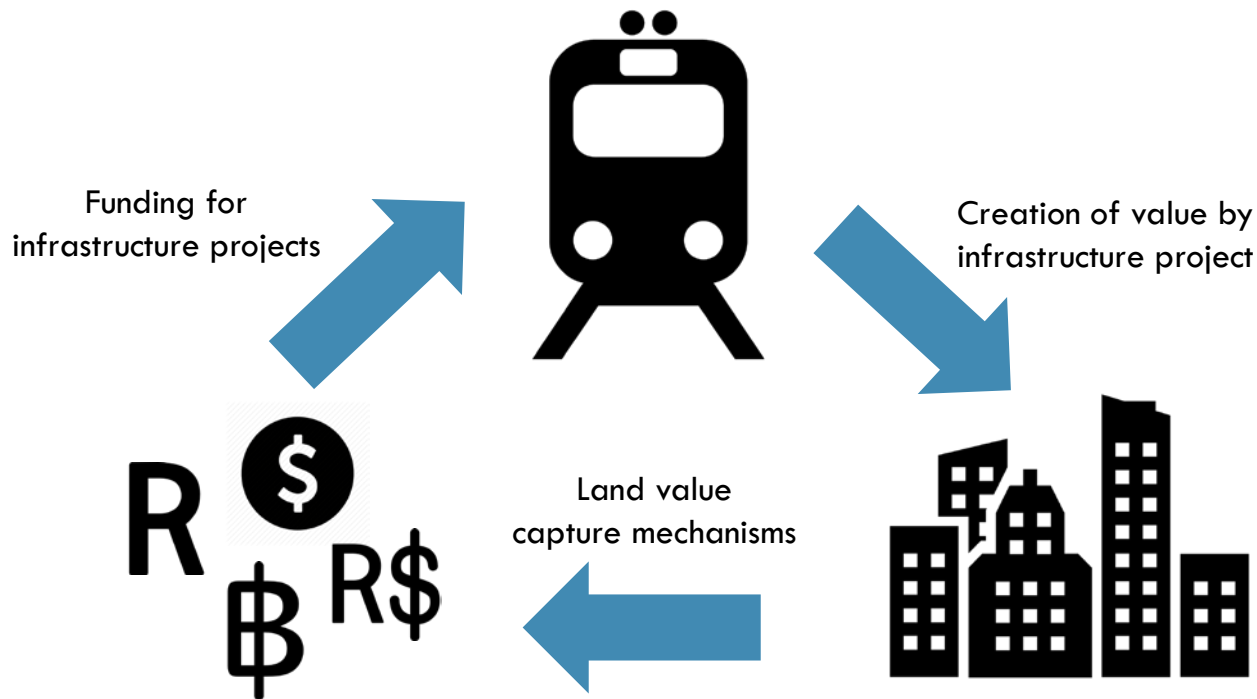 Funding for
infrastructure projects
Creation of value by
infrastructure project
Land value
capture mechanisms
$
R
R$
฿